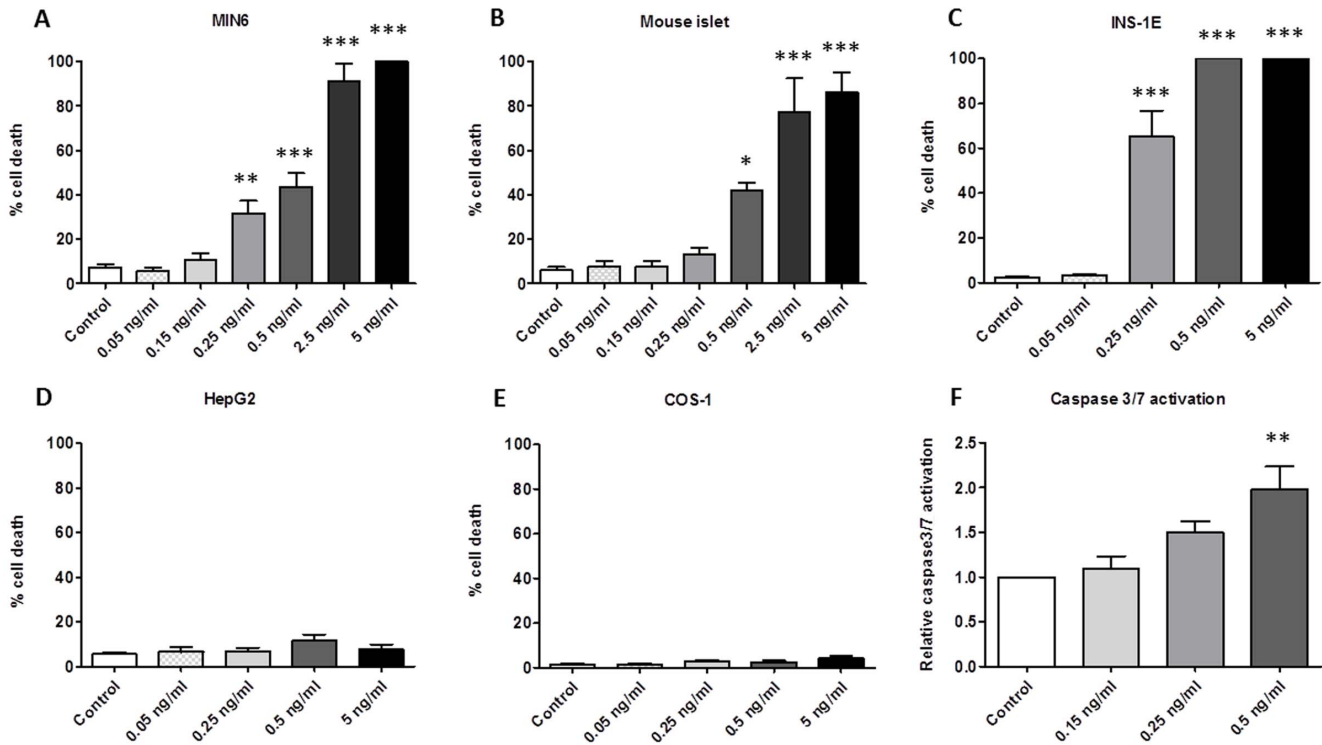 A
MIN6
% cell death
100
80
60
40
20
0
**
***
***
***
Control
0.05 ng/ml
0.15 ng/ml
0.25 ng/ml
0.5 ng/ml
2.5 ng/ml
5 ng/ml
B
Mouse islet
% cell death
100
80
60
40
20
0
*
***
***
Control
0.05 ng/ml
0.15 ng/ml
0.25 ng/ml
0.5 ng/ml
2.5 ng/ml
5 ng/ml
C
INS-1E
% cell death
100
80
60
40
20
0
***
***
***
Control
0.05 ng/ml
0.25 ng/ml
0.5 ng/ml
5 ng/ml
D
HepG2
% cell death
100
80
60
40
20
0
Control
0.05 ng/ml
0.25 ng/ml
0.5 ng/ml
5 ng/ml
E
COS-1
% cell death
100
80
60
40
20
0
Control
0.05 ng/ml
0.25 ng/ml
0.5 ng/ml
5 ng/ml
F
Caspase 3/7 activation
Relative caspase3/7 activation
2.5
2.0
1.5
1.0
0.5
0.0
**
Control
0.15 ng/ml
0.25 ng/ml
0.5 ng/ml